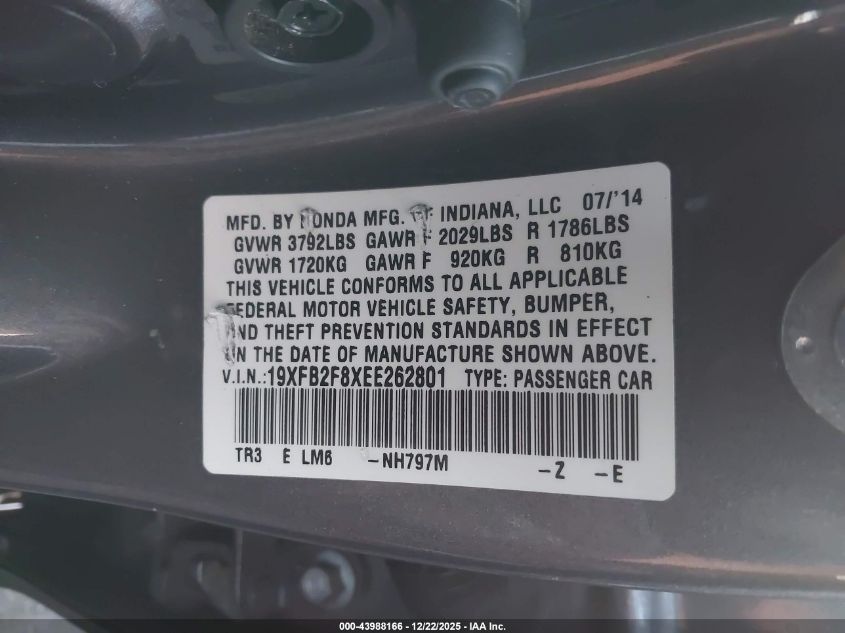 MFD. BY HONDA MFG. OF INDIANA, LLC 07/'14
GVWR 3792LBS GAWR F 2029LBS R 1786LBS
GVWR 1720KG GAWR F 920KG R 810KG
THIS VEHICLE CONFORMS TO ALL APPLICABLE
FEDERAL MOTOR VEHICLE SAFETY, BUMPER,
AND THEFT PREVENTION STANDARDS IN EFFECT
ON THE DATE OF MANUFACTURE SHOWN ABOVE.
V.I.N.:19XFB2F8XEE262801 TYPE: PASSENGER CAR
TR3 E LM6 -NH797M -Z -E
000-43988166 - 12/22/2025 - IAA Inc.